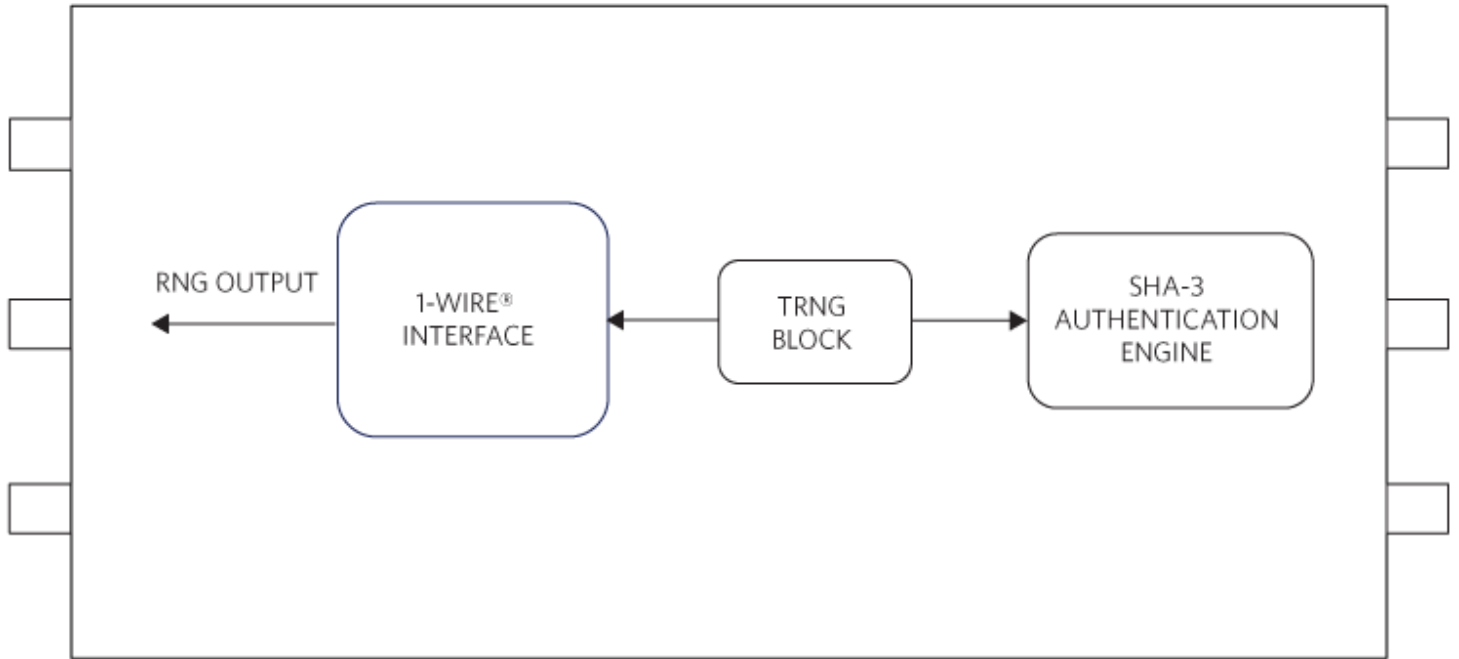 RNG OUTPUT
1-WIRE®
INTERFACE
TRNG
BLOCK
SHA-3
AUTHENTICATION
ENGINE